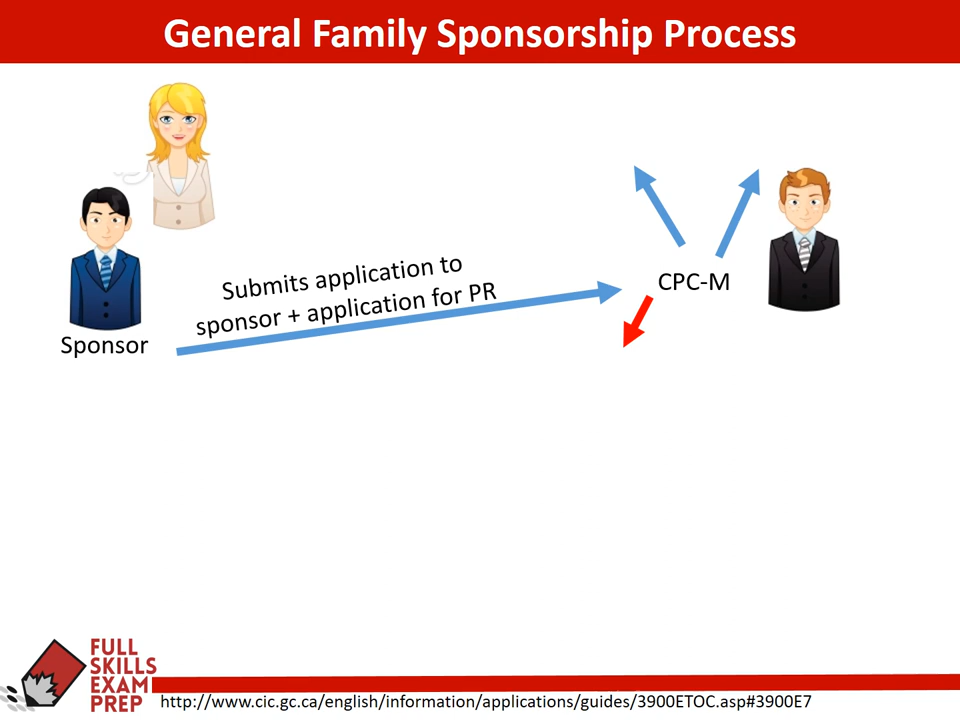 General Family Sponsorship Process
Submits application to
sponsor + application for PR
CPC-M
Sponsor
FULL
SKILLS
EXAM
PREP
http://www.cic.gc.ca/english/information/applications/guides/3900ETOC.asp#3900E7